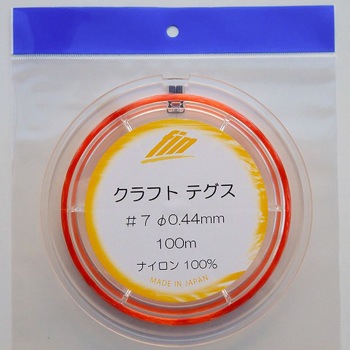 fin
クラフト テグス
#7 φ0.44mm
100m
ナイロン 100%
MADE IN JAPAN